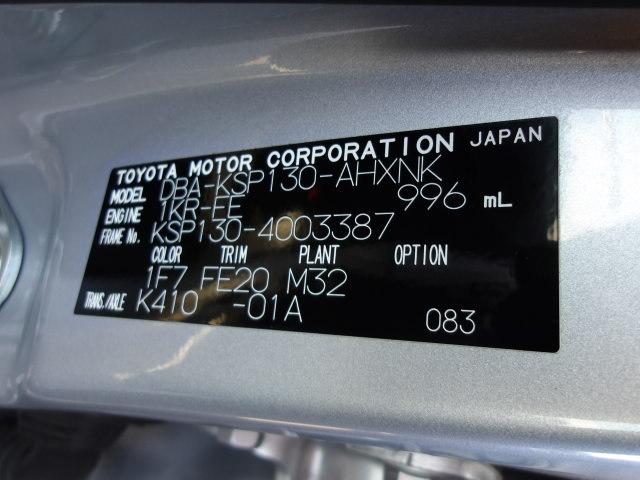 TOYOTA MOTOR CORPORATION JAPAN
MODEL DBA-KSP130-AHXNK
ENGINE 1KR-FE 996 mL
FRAME No. KSP130-4003387
COLOR TRIM PLANT OPTION
1F7 FE20 M32
TRANS./AXLE K410 -01A
083